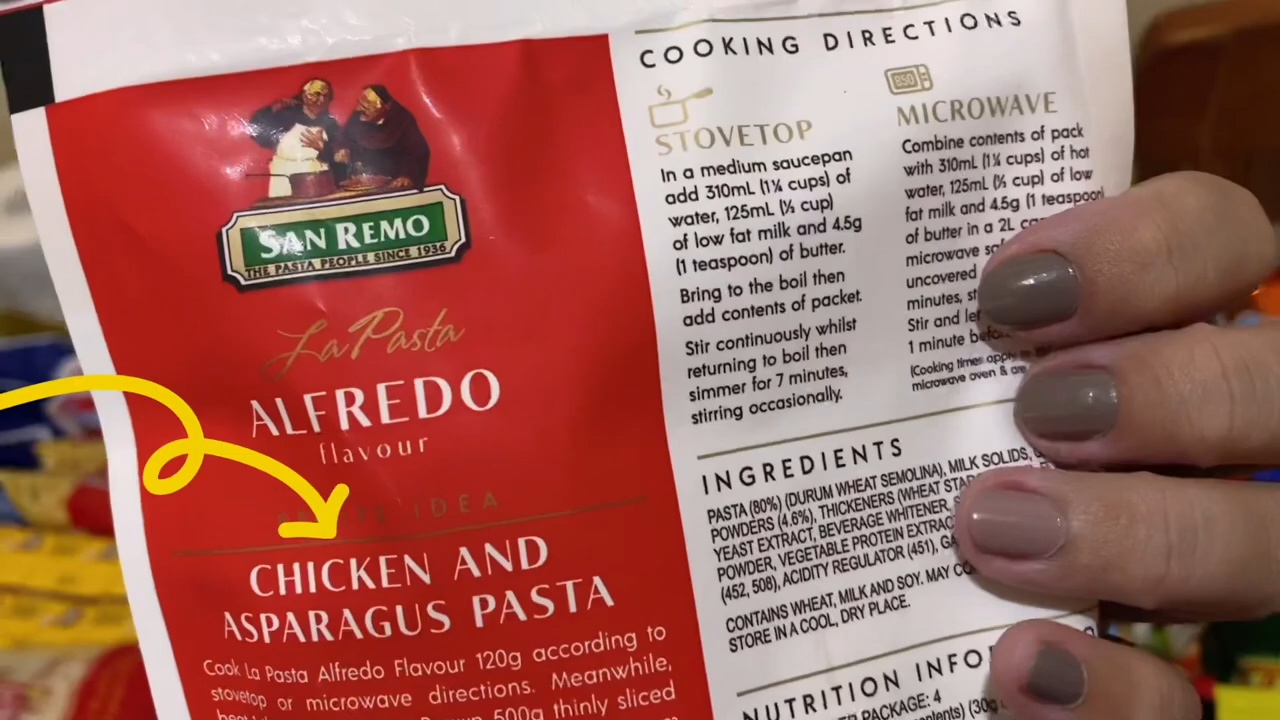 SAN REMO
THE PASTA PEOPLE SINCE 1936
La Pasta
ALFREDO
flavour
IDEA
CHICKEN AND
ASPARAGUS PASTA
Cook La Pasta Alfredo Flavour 120g according to
stovetop or microwave directions. Meanwhile,
500g thinly sliced
COOKING DIRECTIONS
STOVETOP
In a medium saucepan
add 310mL (1¼ cups) of
water, 125mL (½ cup)
of low fat milk and 4.5g
(1 teaspoon) of butter.
Bring to the boil then
add contents of packet.
Stir continuously whilst
returning to boil then
simmer for 7 minutes,
stirring occasionally.
850
MICROWAVE
Combine contents of pack
with 310mL (1¼ cups) of hot
water, 125mL (½ cup) of low
fat milk and 4.5g (1 teaspoon)
of butter in a 2L
microwave
uncovered
minutes,
Stir and
1 minute
(Cooking times apply
microwave oven & are
INGREDIENTS
PASTA (80%) (DURUM WHEAT SEMOLINA), MILK SOLIDS,
POWDERS (4.6%), THICKENERS (WHEAT
YEAST EXTRACT, BEVERAGE WHITENER,
POWDER, VEGETABLE PROTEIN
(452, 508), ACIDITY REGULATOR (451),
CONTAINS WHEAT, MILK AND SOY. MAY
STORE IN A COOL, DRY PLACE.
NUTRITION
PACKAGE: 4